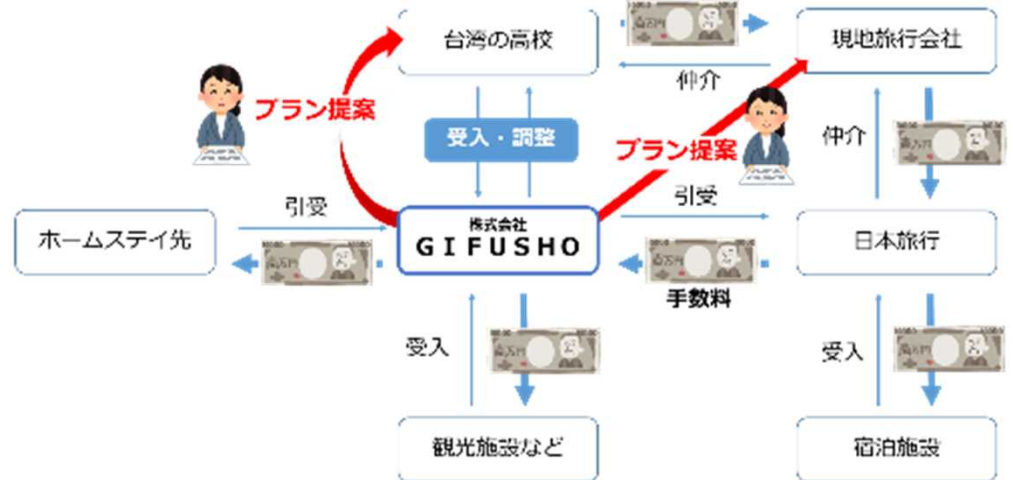 台湾の高校
現地旅行会社
仲介
プラン提案
受入・調整
プラン提案
仲介
引受
引受
ホームステイ先
株式会社
GIFUSHO
日本旅行
手数料
受入
受入
観光施設など
宿泊施設